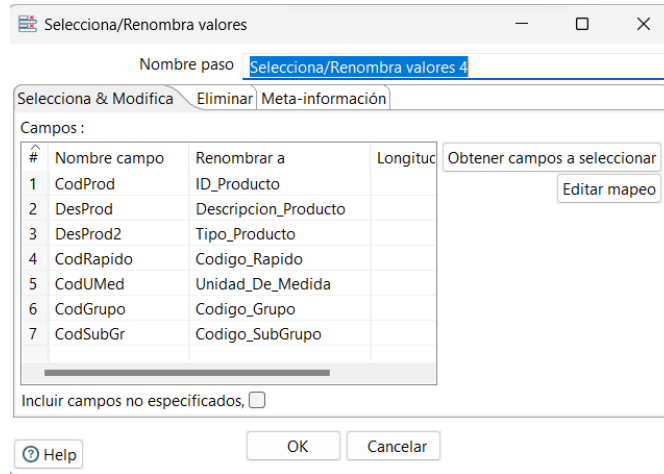 Selecciona/Renombra valores
Nombre paso Selecciona/Renombra valores 4
Selecciona & Modifica Eliminar Meta-información
Campos :
# Nombre campo Renombrar a Longituc Obtener campos a seleccionar
Editar mapeo
1 CodProd ID_Producto
2 DesProd Descripcion_Producto
3 DesProd2 Tipo_Producto
4 CodRapido Codigo_Rapido
5 CodUMed Unidad_De_Medida
6 CodGrupo Codigo_Grupo
7 CodSubGr Codigo_SubGrupo
Incluir campos no especificados,
Help OK Cancelar